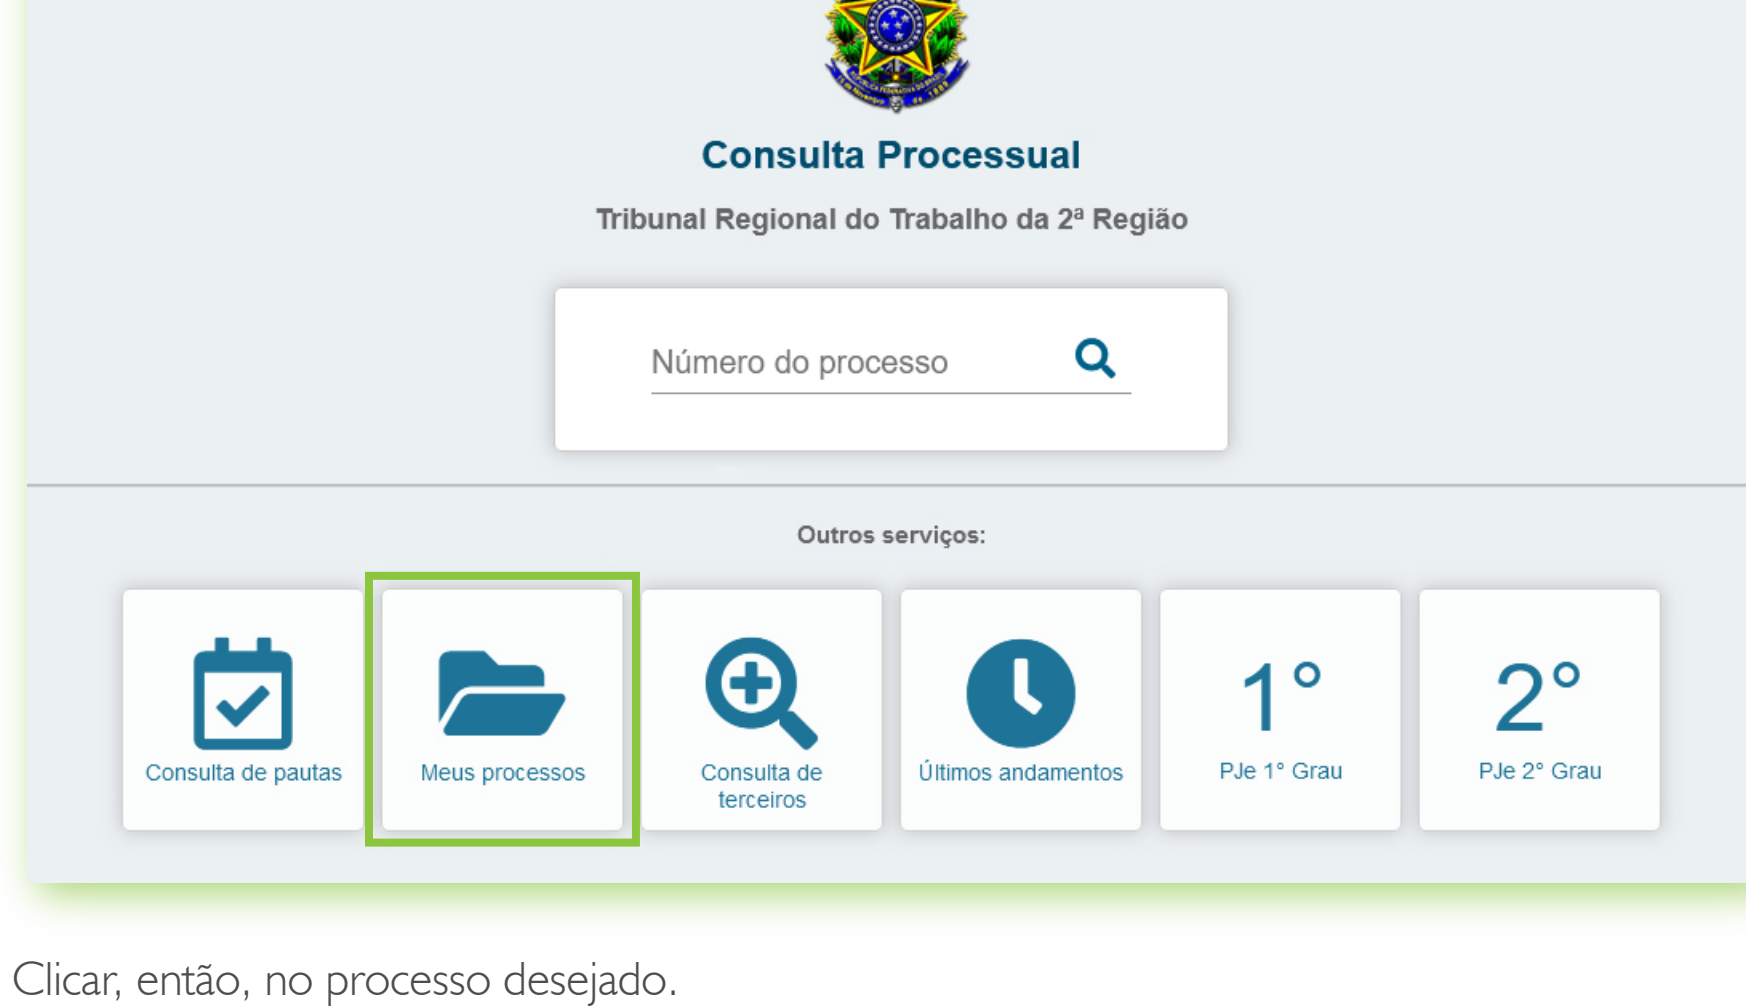 Consulta Processual
Tribunal Regional do Trabalho da 2ª Região
Número do processo
Outros serviços:
Consulta de pautas
Meus processos
Consulta de
terceiros
Últimos andamentos
1°
PJe 1° Grau
2°
PJe 2° Grau
Clicar, então, no processo desejado.